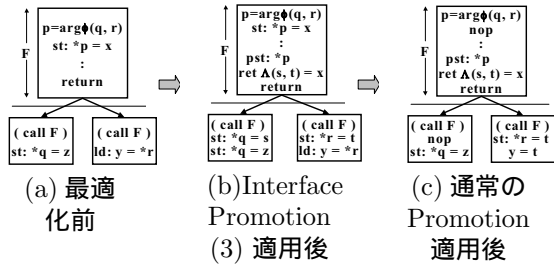 F
p=argϕ(q, r)
st: *p = x
:
return
( call F )
st: *q = z
( call F )
ld: y = *r
(a) 最適
化前
F
p=argϕ(q, r)
st: *p = x
:
pst: *p
ret Λ(s, t) = x
return
( call F )
st: *q = s
st: *q = z
( call F )
st: *r = t
ld: y = *r
(b)Interface
Promotion
(3) 適用後
F
p=argϕ(q, r)
nop
:
pst: *p
ret Λ(s, t) = x
return
( call F )
nop
st: *q = z
( call F )
st: *r = t
y = t
(c) 通常の
Promotion
適用後